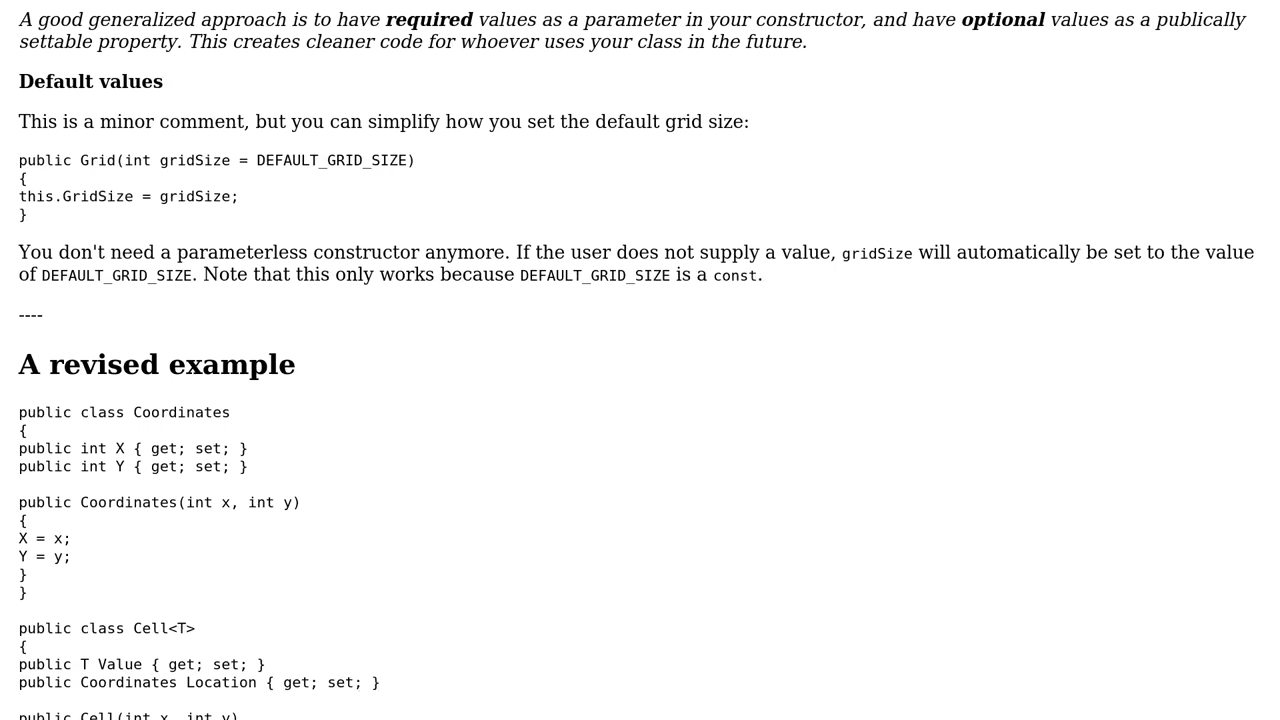 A good generalized approach is to have required values as a parameter in your constructor, and have optional values as a publically
settable property. This creates cleaner code for whoever uses your class in the future.
Default values
This is a minor comment, but you can simplify how you set the default grid size:
public Grid(int gridSize = DEFAULT_GRID_SIZE)
{
this.GridSize = gridSize;
}
You don't need a parameterless constructor anymore. If the user does not supply a value, gridSize will automatically be set to the value
of DEFAULT_GRID_SIZE. Note that this only works because DEFAULT_GRID_SIZE is a const.
----
A revised example
public class Coordinates
{
public int X { get; set; }
public int Y { get; set; }
public Coordinates(int x, int y)
{
X = x;
Y = y;
}
}
public class Cell<T>
{
public T Value { get; set; }
public Coordinates Location { get; set; }
public Cell(int x, int y)